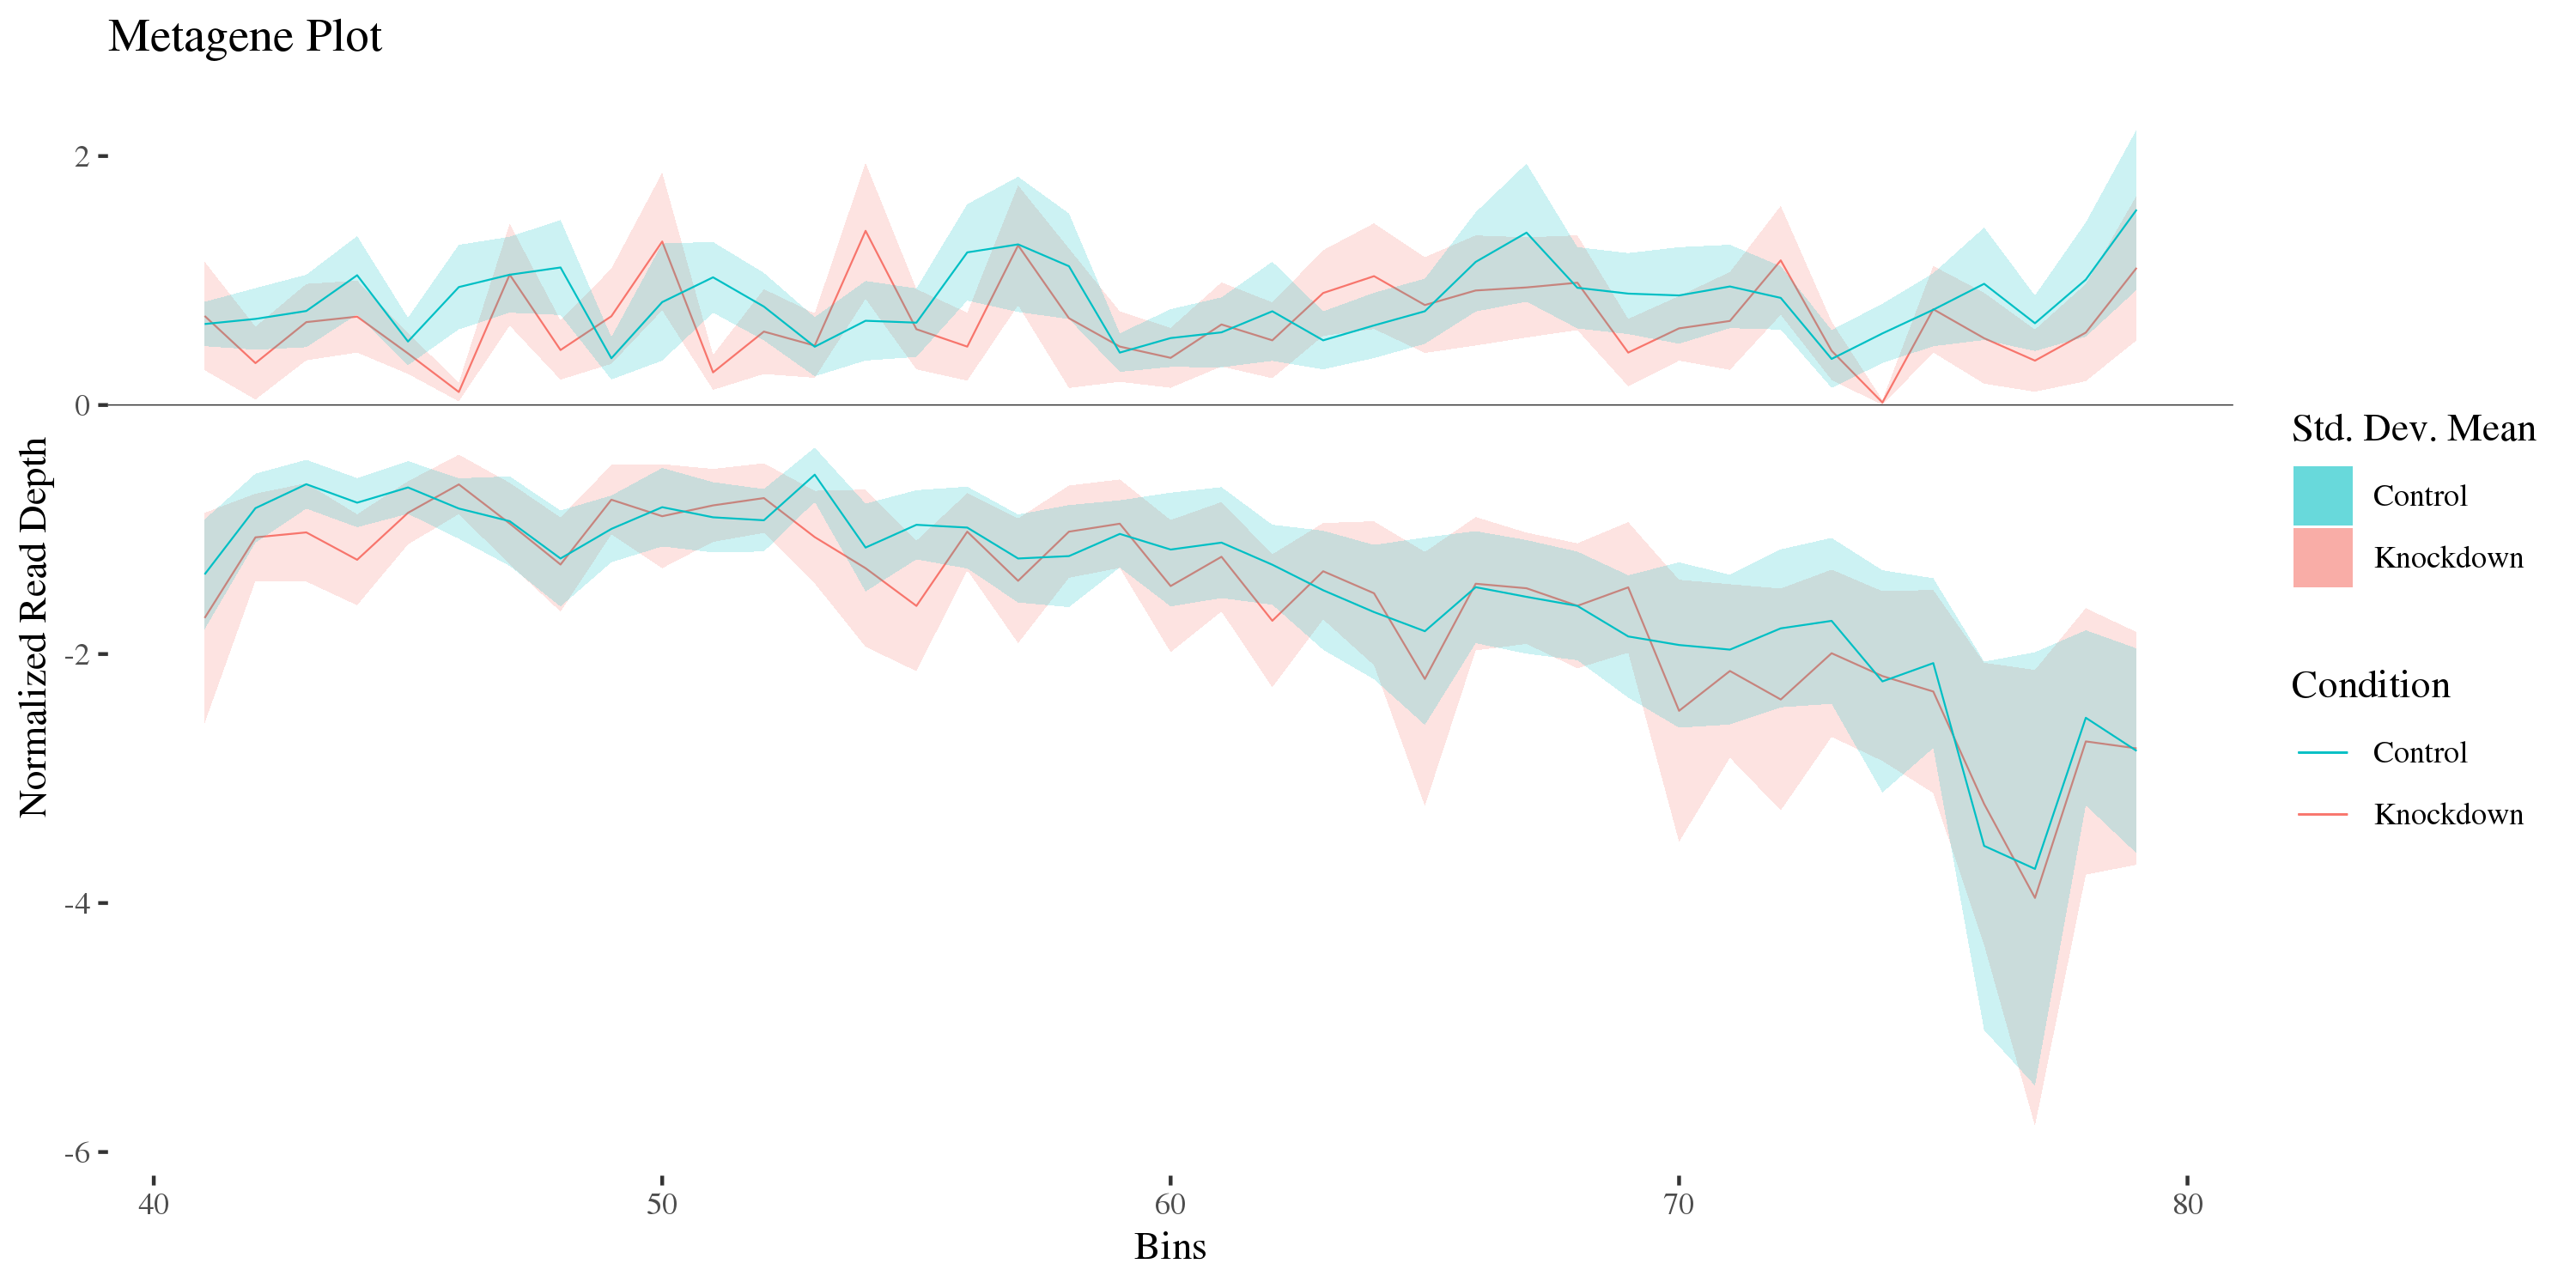 Metagene Plot
Normalized Read Depth
2
0
-2
-4
-6
40 50 60 70 80
Bins
Std. Dev. Mean
Control
Knockdown
Condition
Control
Knockdown